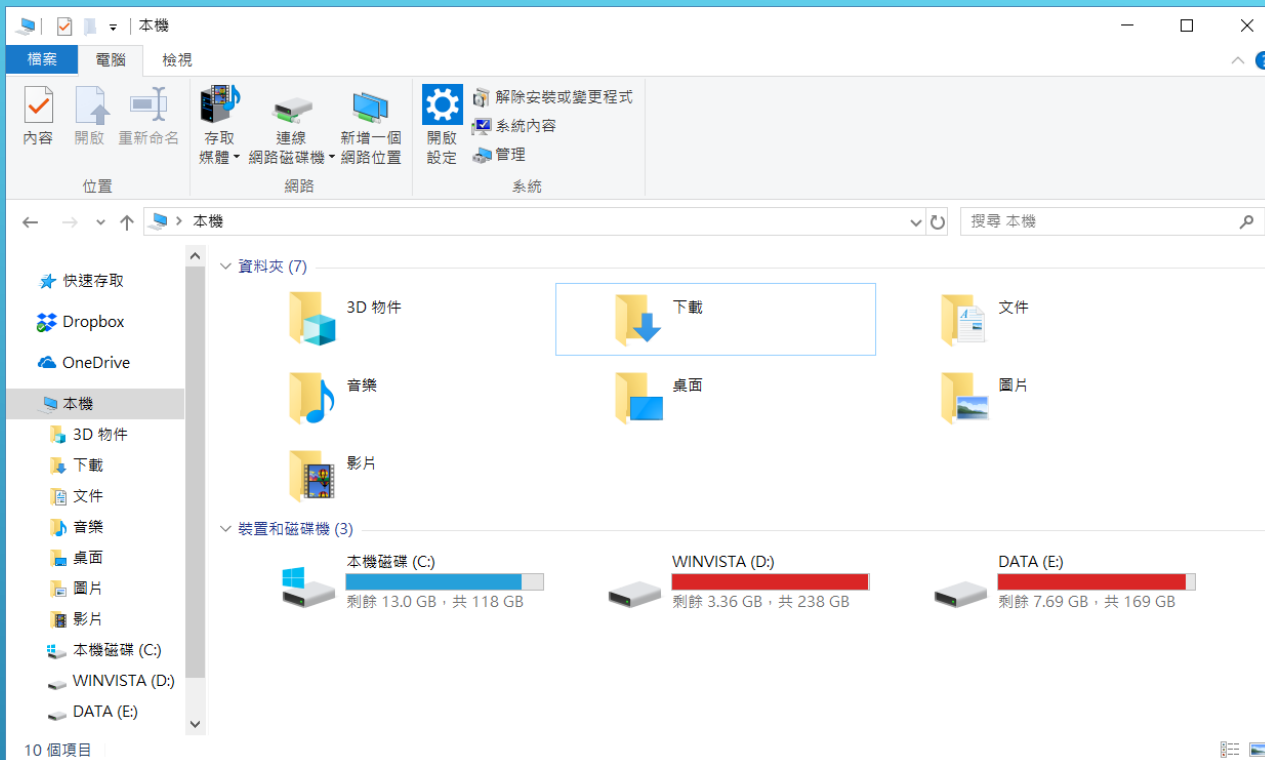 本機
檔案 電腦 檢視
內容 開啟 重新命名
位置
存取
媒體
連線
網路磁碟機
新增一個
網路位置
網路
開啟
設定
解除安裝或變更程式
系統內容
管理
系統
本機
搜尋 本機
快速存取
Dropbox
OneDrive
本機
3D 物件
下載
文件
音樂
桌面
圖片
影片
本機磁碟 (C:)
WINVISTA (D:)
DATA (E:)
資料夾 (7)
3D 物件
下載
文件
音樂
桌面
圖片
影片
裝置和磁碟機 (3)
本機磁碟 (C:)
剩餘 13.0 GB，共 118 GB
WINVISTA (D:)
剩餘 3.36 GB，共 238 GB
DATA (E:)
剩餘 7.69 GB，共 169 GB
10 個項目